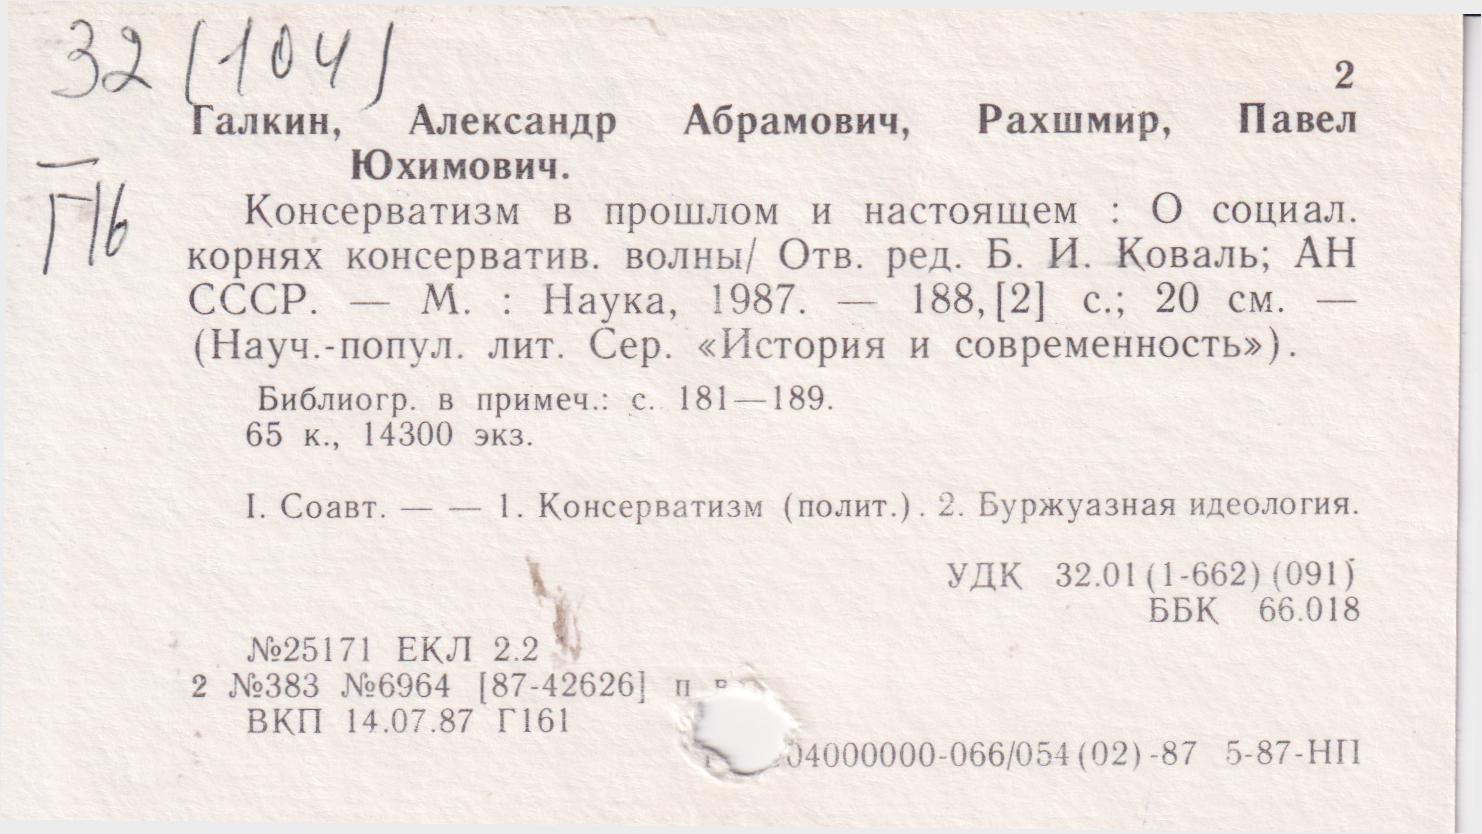 32 (104)
2
Галкин, Александр Абрамович, Рахшмир, Павел
Юхимович.
Г16
Консерватизм в прошлом и настоящем : О социал.
корнях консерватив. волны/ Отв. ред. Б. И. Коваль; АН
СССР. — М. : Наука, 1987. — 188,[2] с.; 20 см. —
(Науч.-попул. лит. Сер. «История и современность»).
Библиогр. в примеч.: с. 181—189.
65 к., 14300 экз.
I. Соавт. — — 1. Консерватизм (полит.). 2. Буржуазная идеология.
УДК 32.01(1-662)(091)
ББК 66.018
№25171 ЕКЛ 2.2
2 №383 №6964 [87-42626] п
ВКП 14.07.87 Г161
04000000-066/054(02)-87 5-87-НП